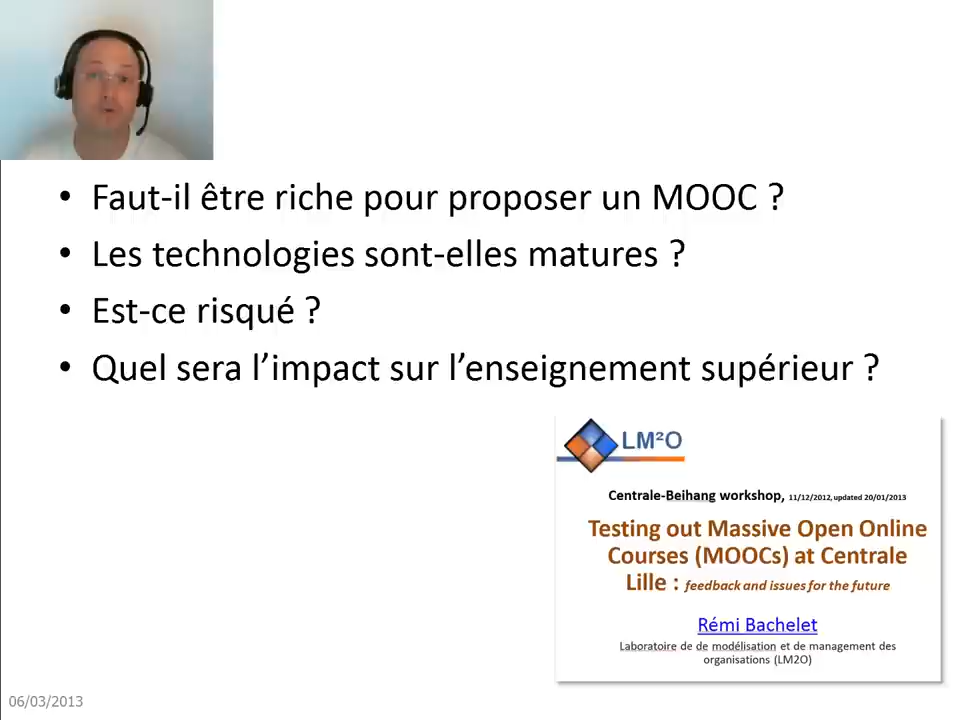 • Faut-il être riche pour proposer un MOOC ?
• Les technologies sont-elles matures ?
• Est-ce risqué ?
• Quel sera l’impact sur l’enseignement supérieur ?
LM²O
Centrale-Beihang workshop, 11/12/2012, updated 20/01/2013
Testing out Massive Open Online
Courses (MOOCs) at Centrale
Lille : feedback and issues for the future
Rémi Bachelet
Laboratoire de de modélisation et de management des
organisations (LM2O)
06/03/2013